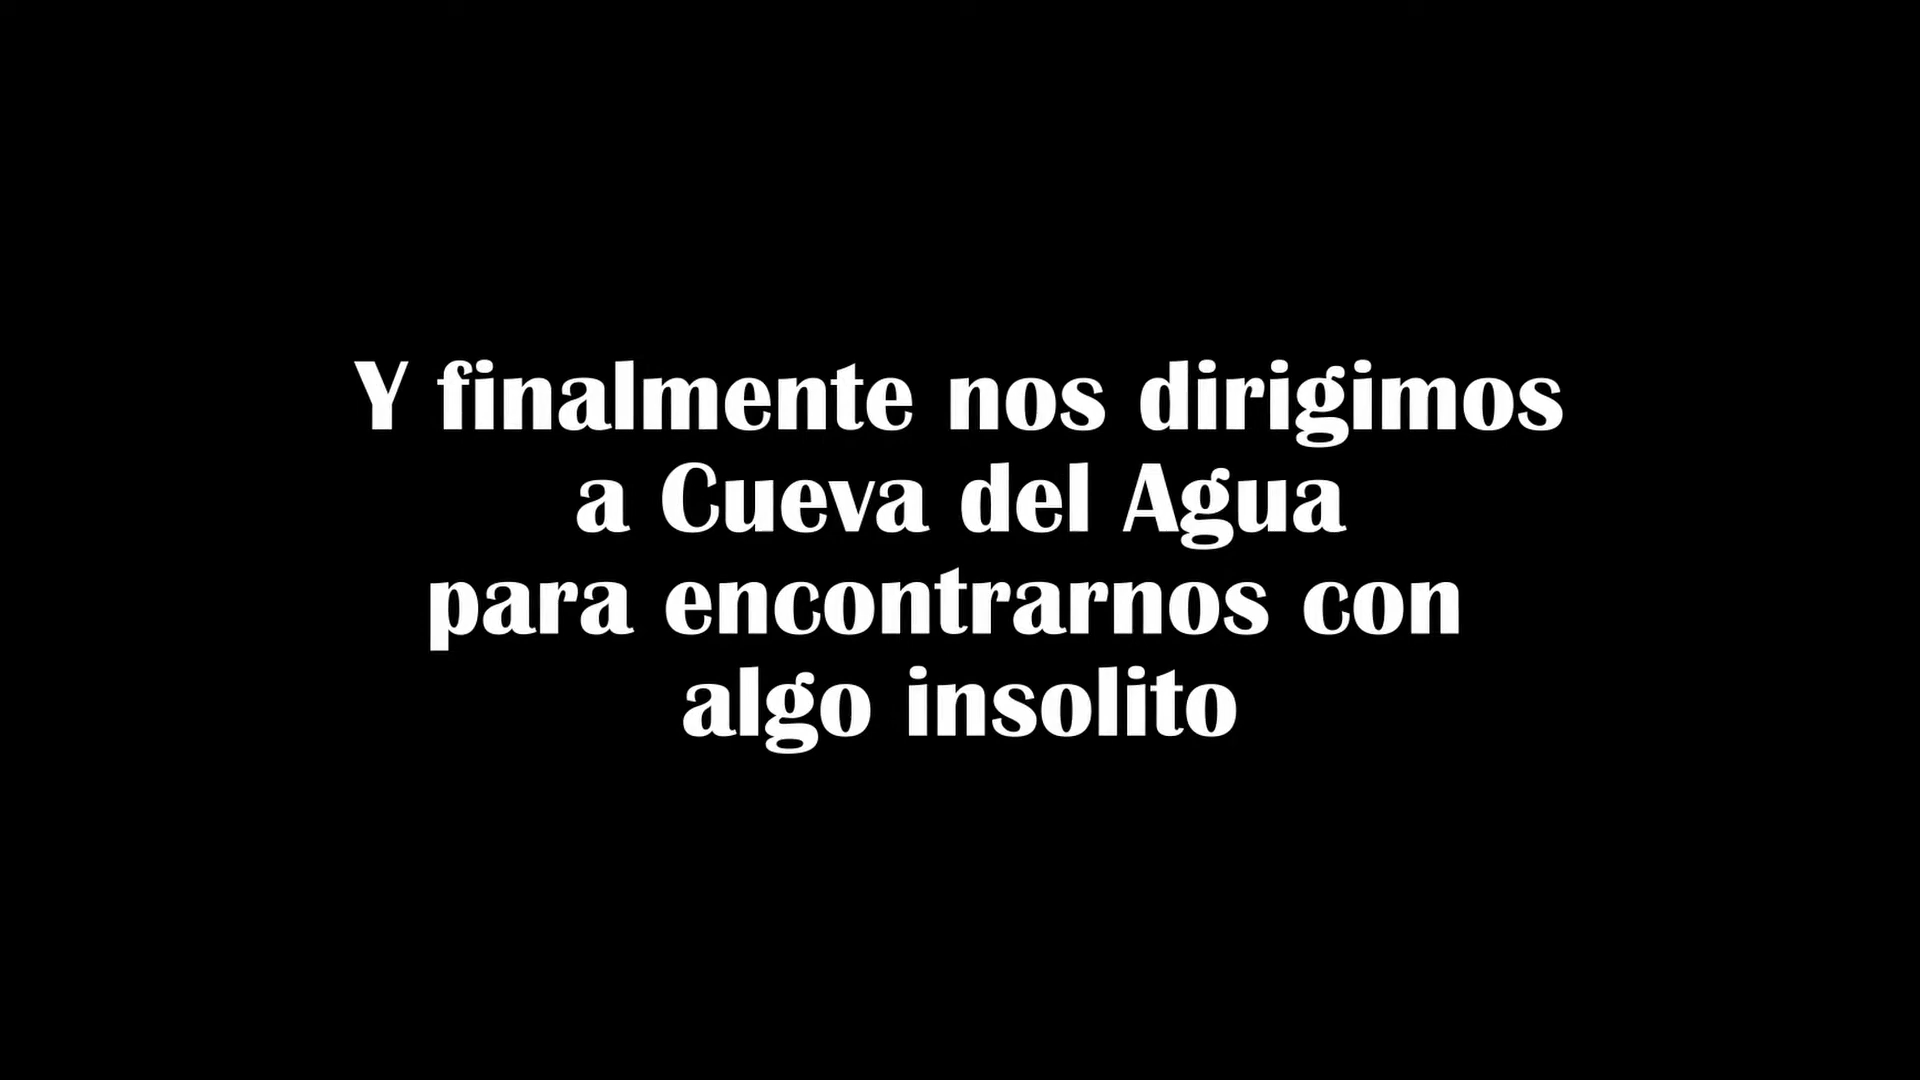 Y finalmente nos dirigimos
a Cueva del Agua
para encontrarnos con
algo insolito